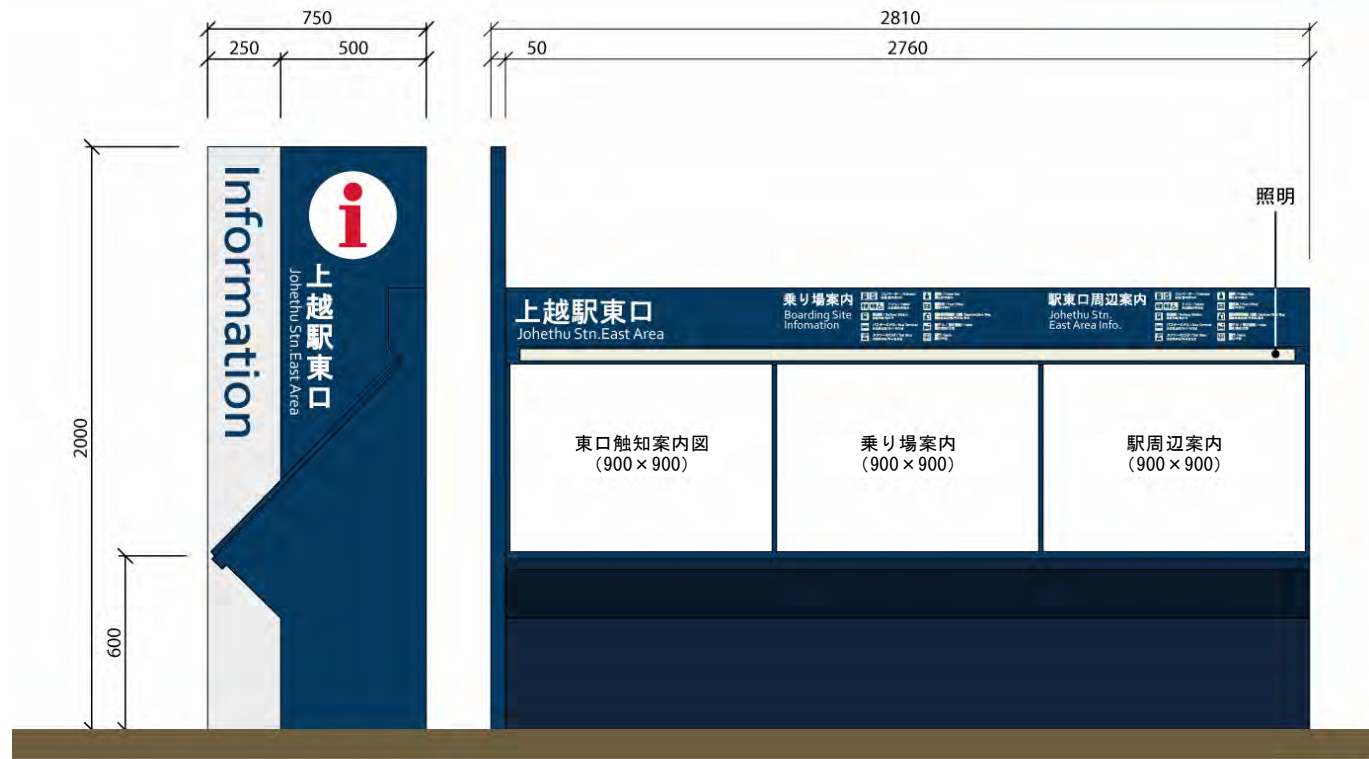 750
250
500
2810
50
2760
2000
600
Information
i
上越駅東口
Johethu Stn.East Area
照明
上越駅東口
Johethu Stn.East Area
乗り場案内
Boarding Site
Infomation
駅東口周辺案内
Johethu Stn.
East Area Info.
東口触知案内図
(900×900)
乗り場案内
(900×900)
駅周辺案内
(900×900)